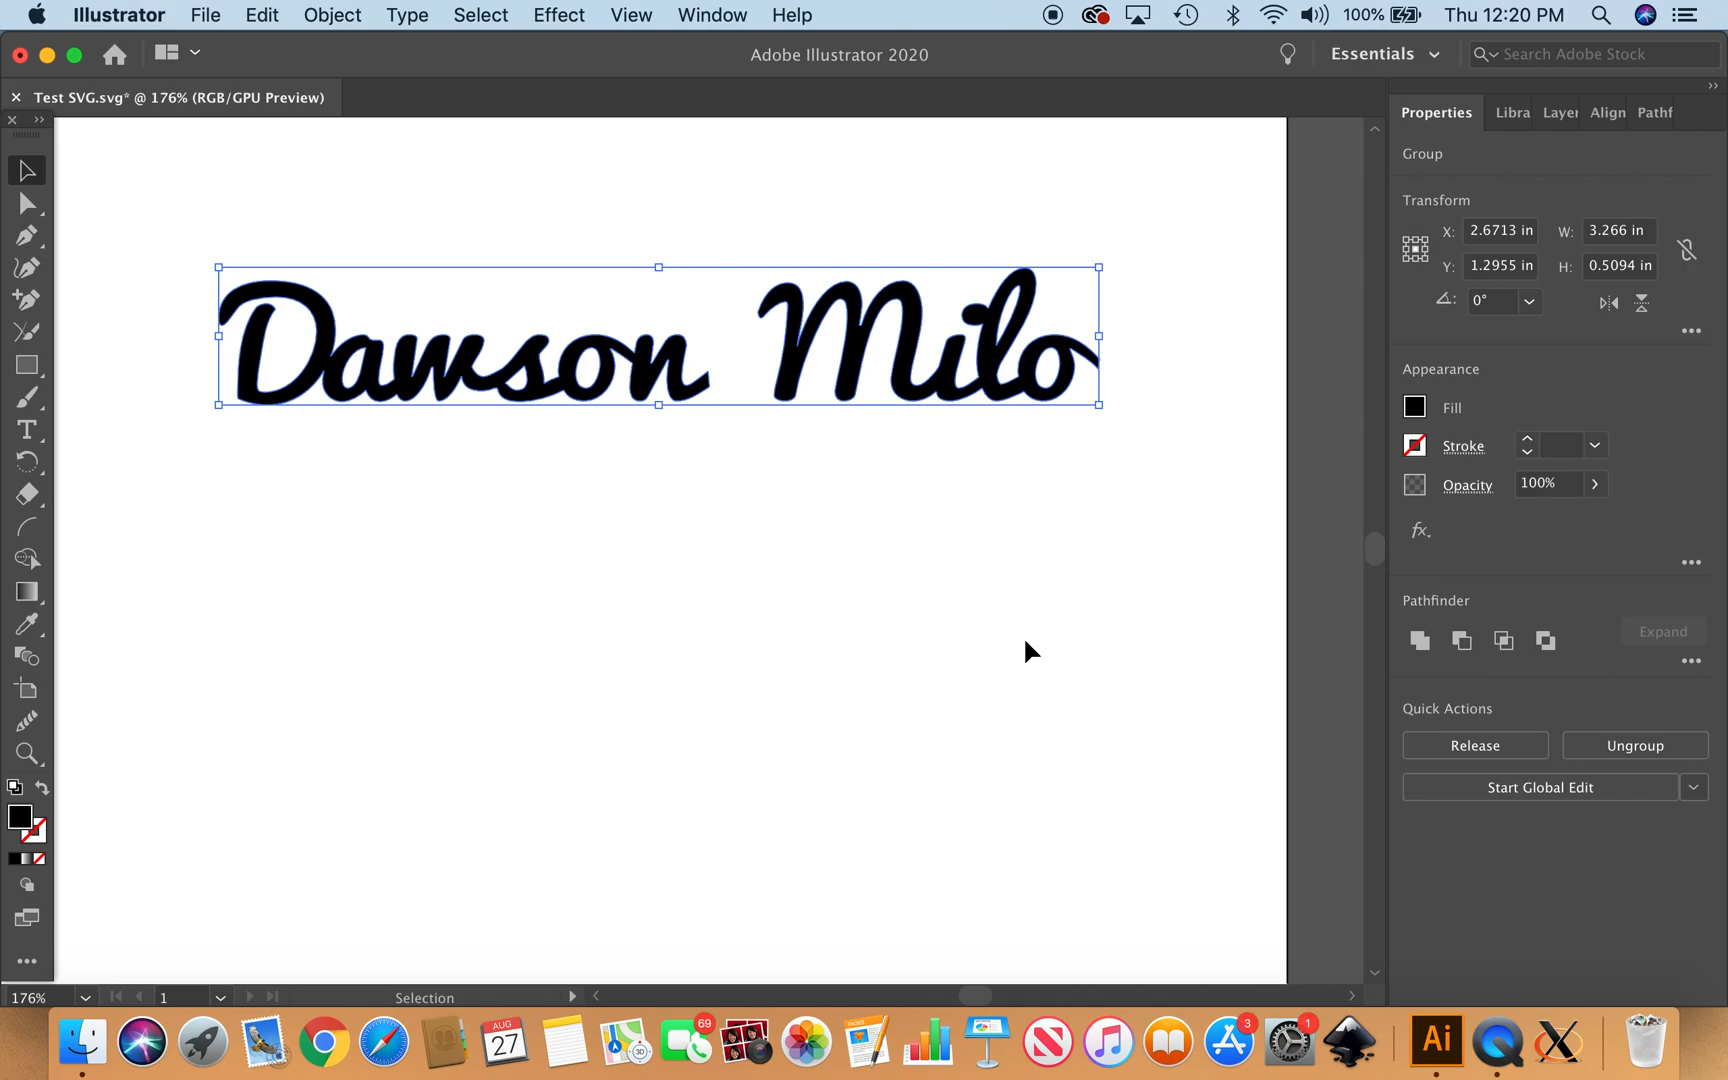 Illustrator File Edit Object Type Select Effect View Window Help 100% Thu 12:20 PM
Adobe Illustrator 2020 Essentials Search Adobe Stock
Test SVG.svg* @ 176% (RGB/GPU Preview)
Properties Libra Layer Align Pathf
Group
Transform
X: 2.6713 in W: 3.266 in
Y: 1.2955 in H: 0.5094 in
0°
Dawson Milo
Appearance
Fill
Stroke
Opacity 100%
fx
Pathfinder
Expand
Quick Actions
Release Ungroup
Start Global Edit
176% 1 Selection
AUG
27
3D
69
PAGES
3
1
Ai
X